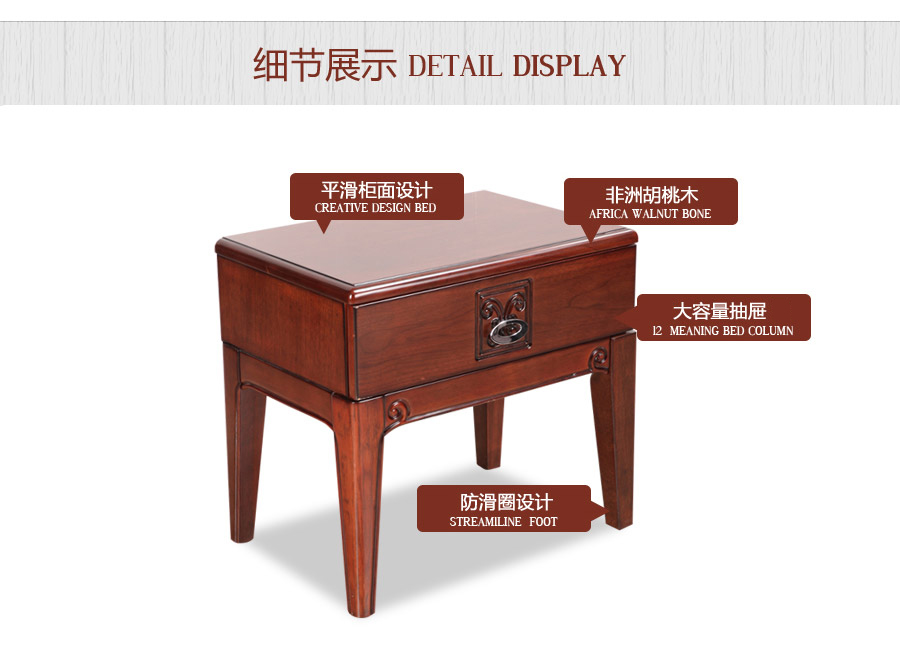 细节展示 DETAIL DISPLAY
平滑柜面设计
CREATIVE DESIGN BED
非洲胡桃木
AFRICA WALNUT BONE
大容量抽屉
12 MEANING BED COLUMN
防滑圈设计
STREAMILINE FOOT